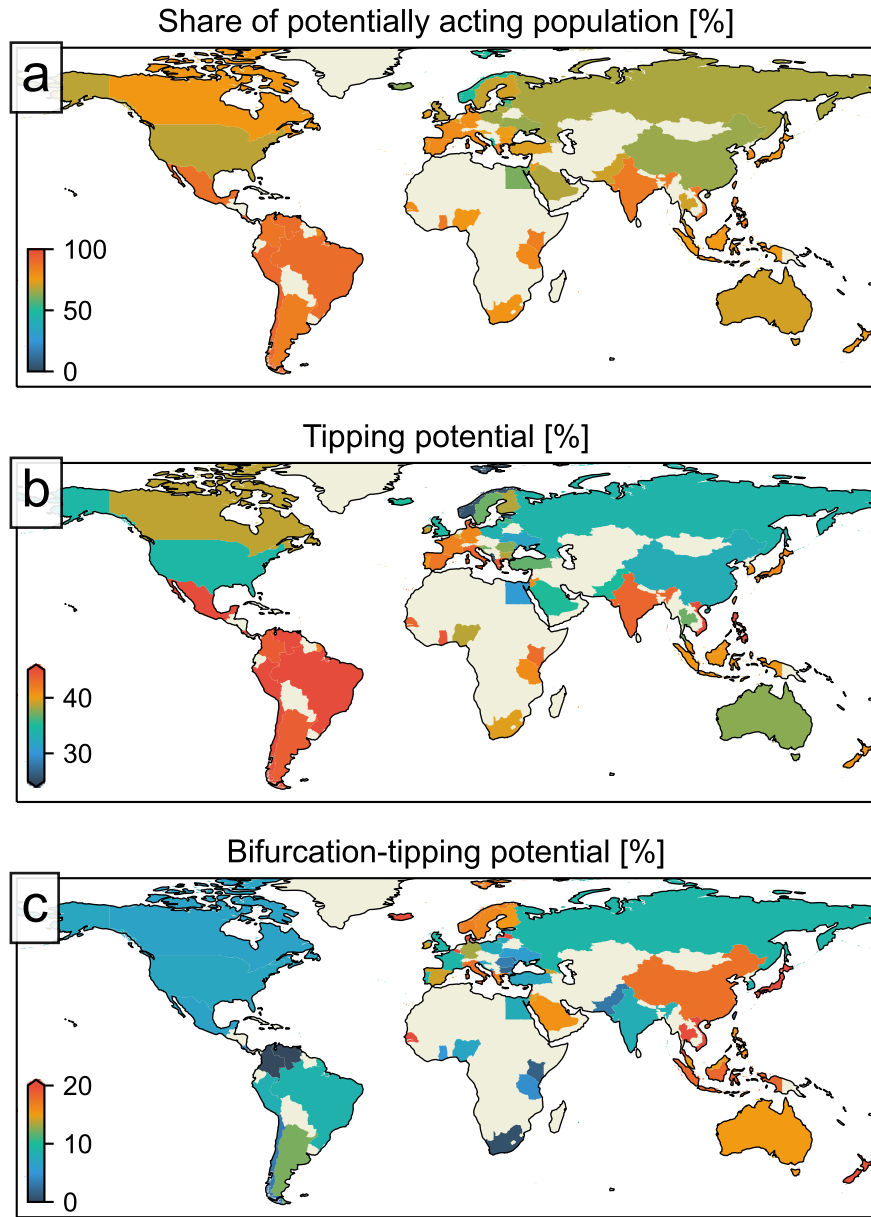 Share of potentially acting population [%]
a
100
50
0
Tipping potential [%]
b
40
30
Bifurcation-tipping potential [%]
c
20
10
0